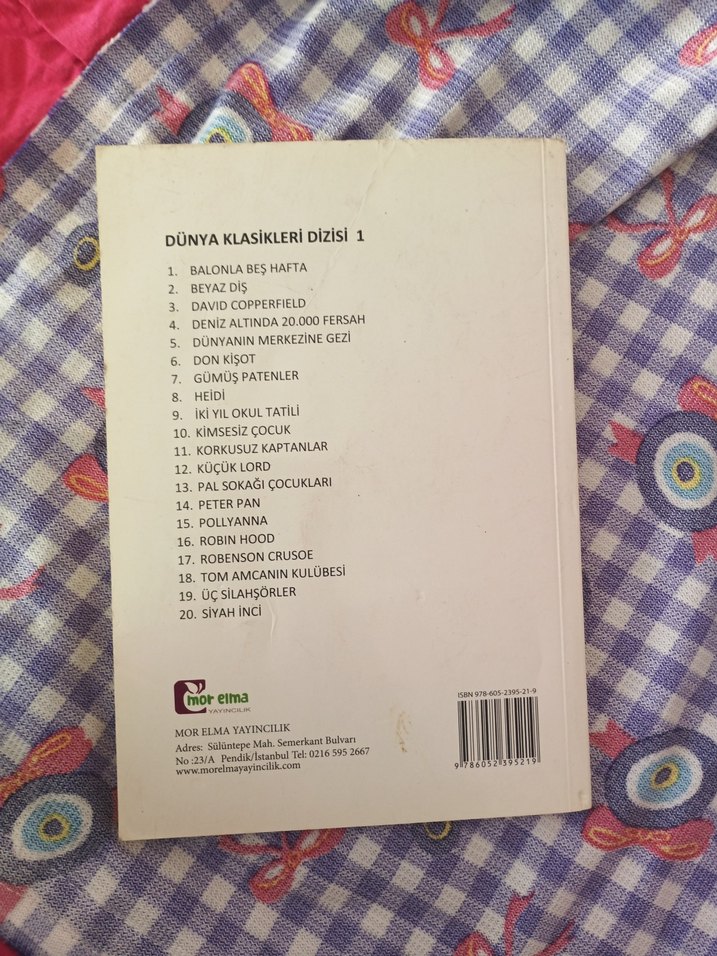 DÜNYA KLASİKLERİ DİZİSİ 1
1. BALONLA BEŞ HAFTA
2. BEYAZ DİŞ
3. DAVID COPPERFIELD
4. DENİZ ALTINDA 20.000 FERSAH
5. DÜNYANIN MERKEZİNE GEZİ
6. DON KİŞOT
7. GÜMÜŞ PATENLER
8. HEİDİ
9. İKİ YIL OKUL TATİLİ
10. KİMSESİZ ÇOCUK
11. KORKUSUZ KAPTANLAR
12. KÜÇÜK LORD
13. PAL SOKAĞI ÇOCUKLARI
14. PETER PAN
15. POLLYANNA
16. ROBIN HOOD
17. ROBENSON CRUSOE
18. TOM AMCANIN KULÜBESİ
19. ÜÇ SİLAHŞÖRLER
20. SİYAH İNCİ
mor elma
YAYINCILIK
MOR ELMA YAYINCILIK
Adres: Sülüntepe Mah. Semerkant Bulvarı
No :23/A Pendik/İstanbul Tel: 0216 595 2667
www.morelmayayincilik.com
ISBN 978-605-2395-21-9
9 786052 395219